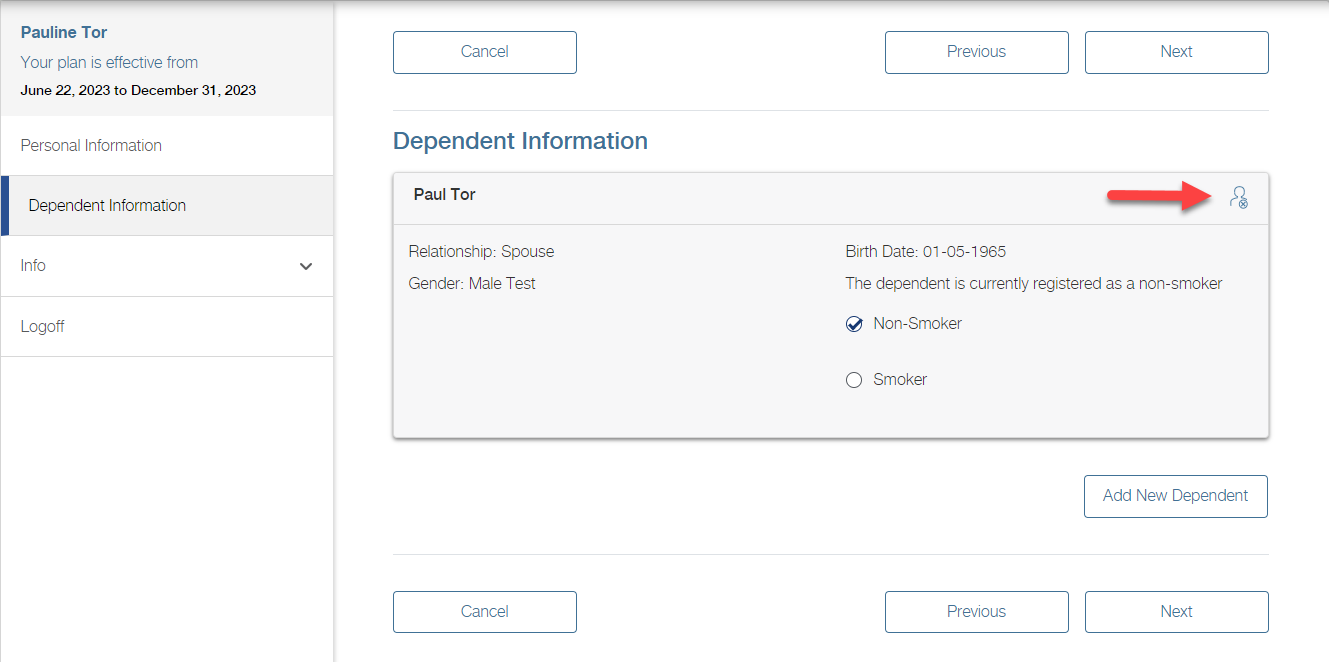 Pauline Tor
Your plan is effective from
June 22, 2023 to December 31, 2023
Personal Information
Dependent Information
Info
Logoff
Cancel
Previous
Next
Dependent Information
Paul Tor
Relationship: Spouse
Birth Date: 01-05-1965
Gender: Male Test
The dependent is currently registered as a non-smoker
Non-Smoker
Smoker
Add New Dependent
Cancel
Previous
Next